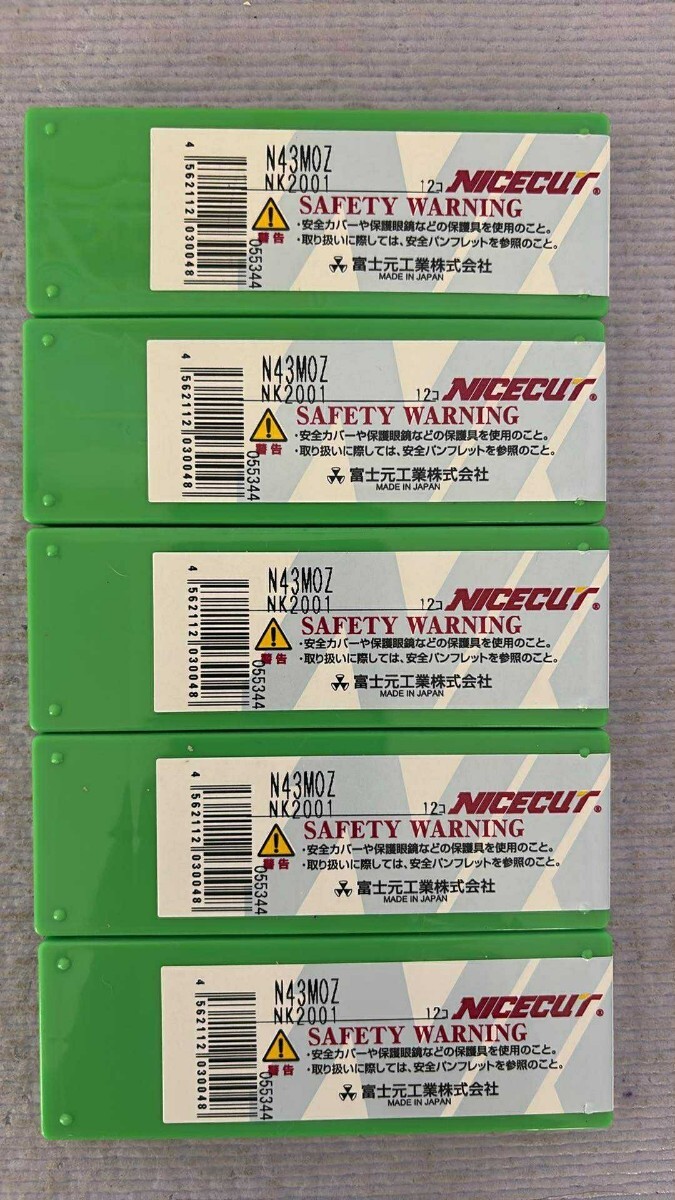 N43MOZ
NK2001 12コ NICECUT®
SAFETY WARNING
警告
・安全カバーや保護眼鏡などの保護具を使用のこと。
・取り扱いに際しては、安全パンフレットを参照のこと。
富士元工業株式会社
MADE IN JAPAN
4 562112 030048
055344
N43MOZ
NK2001 12コ NICECUT®
SAFETY WARNING
警告
・安全カバーや保護眼鏡などの保護具を使用のこと。
・取り扱いに際しては、安全パンフレットを参照のこと。
富士元工業株式会社
MADE IN JAPAN
4 562112 030048
055344
N43MOZ
NK2001 12コ NICECUT®
SAFETY WARNING
警告
・安全カバーや保護眼鏡などの保護具を使用のこと。
・取り扱いに際しては、安全パンフレットを参照のこと。
富士元工業株式会社
MADE IN JAPAN
4 562112 030048
055344
N43MOZ
NK2001 12コ NICECUT®
SAFETY WARNING
警告
・安全カバーや保護眼鏡などの保護具を使用のこと。
・取り扱いに際しては、安全パンフレットを参照のこと。
富士元工業株式会社
MADE IN JAPAN
4 562112 030048
055344
N43MOZ
NK2001 12コ NICECUT®
SAFETY WARNING
警告
・安全カバーや保護眼鏡などの保護具を使用のこと。
・取り扱いに際しては、安全パンフレットを参照のこと。
富士元工業株式会社
MADE IN JAPAN
4 562112 030048
055344